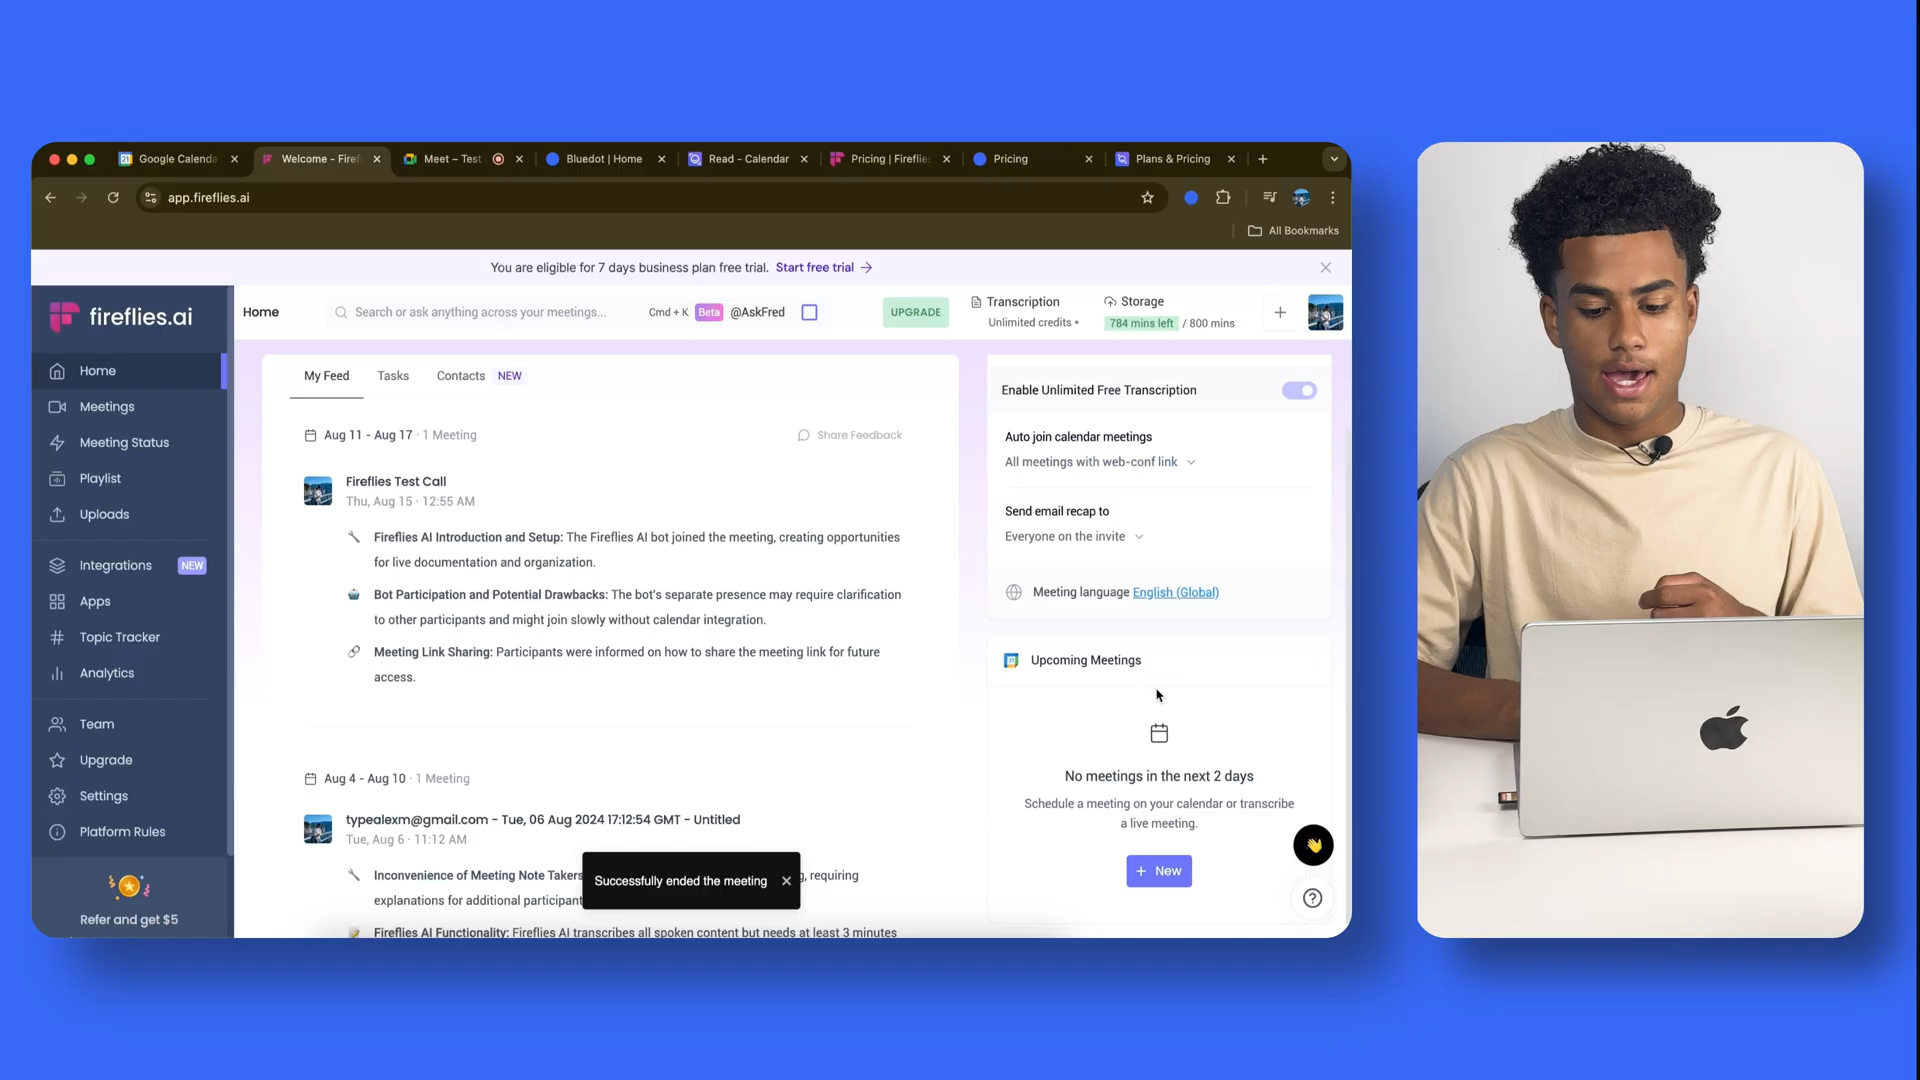 Google Calenda
Welcome - Firef
Meet – Test
Bluedot | Home
Read - Calendar
Pricing | Fireflie
Pricing
Plans & Pricing
app.fireflies.ai
All Bookmarks
You are eligible for 7 days business plan free trial. Start free trial →
fireflies.ai
Home
Search or ask anything across your meetings...
Cmd + K
Beta
@AskFred
UPGRADE
Transcription
Unlimited credits •
Storage
784 mins left / 800 mins
Home
Meetings
Meeting Status
Playlist
Uploads
Integrations NEW
Apps
Topic Tracker
Analytics
Team
Upgrade
Settings
Platform Rules
Refer and get $5
My Feed
Tasks
Contacts NEW
Aug 11 - Aug 17 · 1 Meeting
Share Feedback
Fireflies Test Call
Thu, Aug 15 · 12:55 AM
Fireflies AI Introduction and Setup: The Fireflies AI bot joined the meeting, creating opportunities
for live documentation and organization.
Bot Participation and Potential Drawbacks: The bot's separate presence may require clarification
to other participants and might join slowly without calendar integration.
Meeting Link Sharing: Participants were informed on how to share the meeting link for future
access.
Aug 4 - Aug 10 · 1 Meeting
typealexm@gmail.com - Tue, 06 Aug 2024 17:12:54 GMT - Untitled
Tue, Aug 6 · 11:12 AM
Inconvenience of Meeting Note Takers
, requiring
explanations for additional participant
Fireflies AI Functionality: Fireflies AI transcribes all spoken content but needs at least 3 minutes
Successfully ended the meeting
Enable Unlimited Free Transcription
Auto join calendar meetings
All meetings with web-conf link
Send email recap to
Everyone on the invite
Meeting language English (Global)
Upcoming Meetings
No meetings in the next 2 days
Schedule a meeting on your calendar or transcribe
a live meeting.
+ New